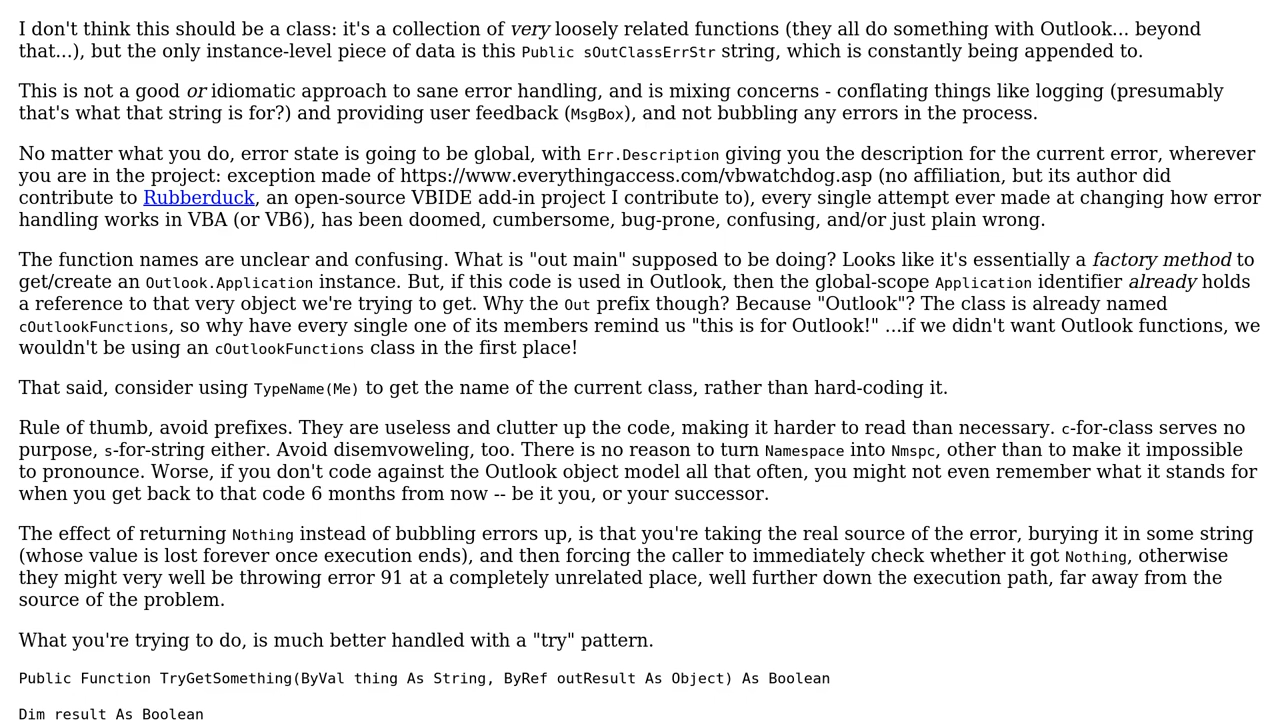 I don't think this should be a class: it's a collection of very loosely related functions (they all do something with Outlook... beyond
that...), but the only instance-level piece of data is this Public sOutClassErrStr string, which is constantly being appended to.
This is not a good or idiomatic approach to sane error handling, and is mixing concerns - conflating things like logging (presumably
that's what that string is for?) and providing user feedback (MsgBox), and not bubbling any errors in the process.
No matter what you do, error state is going to be global, with Err.Description giving you the description for the current error, wherever
you are in the project: exception made of https://www.everythingaccess.com/vbwatchdog.asp (no affiliation, but its author did
contribute to Rubberduck, an open-source VBIDE add-in project I contribute to), every single attempt ever made at changing how error
handling works in VBA (or VB6), has been doomed, cumbersome, bug-prone, confusing, and/or just plain wrong.
The function names are unclear and confusing. What is "out main" supposed to be doing? Looks like it's essentially a factory method to
get/create an Outlook.Application instance. But, if this code is used in Outlook, then the global-scope Application identifier already holds
a reference to that very object we're trying to get. Why the Out prefix though? Because "Outlook"? The class is already named
cOutlookFunctions, so why have every single one of its members remind us "this is for Outlook!" ...if we didn't want Outlook functions, we
wouldn't be using an cOutlookFunctions class in the first place!
That said, consider using TypeName(Me) to get the name of the current class, rather than hard-coding it.
Rule of thumb, avoid prefixes. They are useless and clutter up the code, making it harder to read than necessary. c-for-class serves no
purpose, s-for-string either. Avoid disemvoweling, too. There is no reason to turn Namespace into Nmspc, other than to make it impossible
to pronounce. Worse, if you don't code against the Outlook object model all that often, you might not even remember what it stands for
when you get back to that code 6 months from now -- be it you, or your successor.
The effect of returning Nothing instead of bubbling errors up, is that you're taking the real source of the error, burying it in some string
(whose value is lost forever once execution ends), and then forcing the caller to immediately check whether it got Nothing, otherwise
they might very well be throwing error 91 at a completely unrelated place, well further down the execution path, far away from the
source of the problem.
What you're trying to do, is much better handled with a "try" pattern.
Public Function TryGetSomething(ByVal thing As String, ByRef outResult As Object) As Boolean
Dim result As Boolean